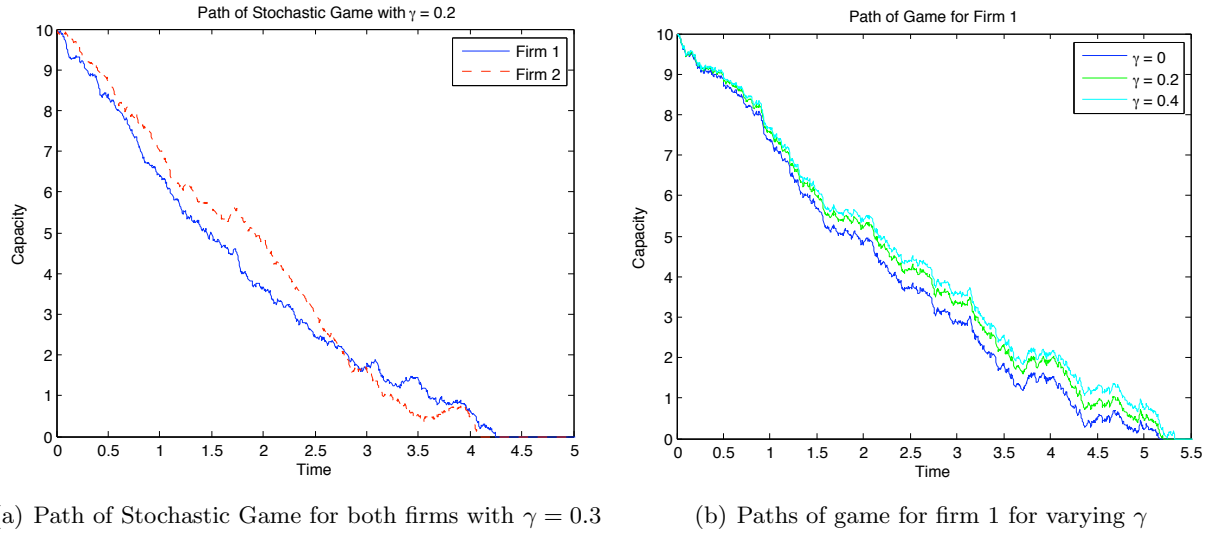 Path of Stochastic Game with γ = 0.2
10
9
8
7
6
5
4
3
2
1
0
Capacity
Firm 1
Firm 2
0 0.5 1 1.5 2 2.5 3 3.5 4 4.5 5
Time
a) Path of Stochastic Game for both firms with γ = 0.3
Path of Game for Firm 1
10
9
8
7
6
5
4
3
2
1
0
Capacity
γ = 0
γ = 0.2
γ = 0.4
0 0.5 1 1.5 2 2.5 3 3.5 4 4.5 5 5.5
Time
(b) Paths of game for firm 1 for varying γ